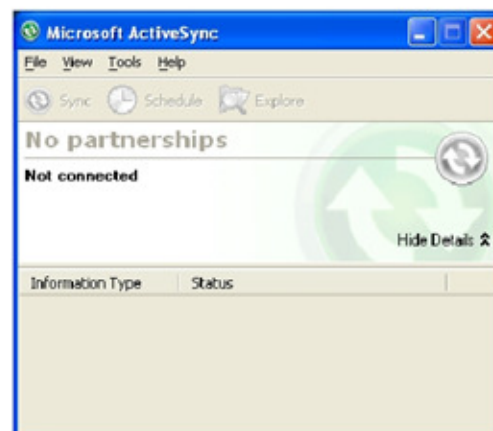 Microsoft ActiveSync
File View Tools Help
Sync Schedule Explore
No partnerships
Not connected
Hide Details
Information Type Status